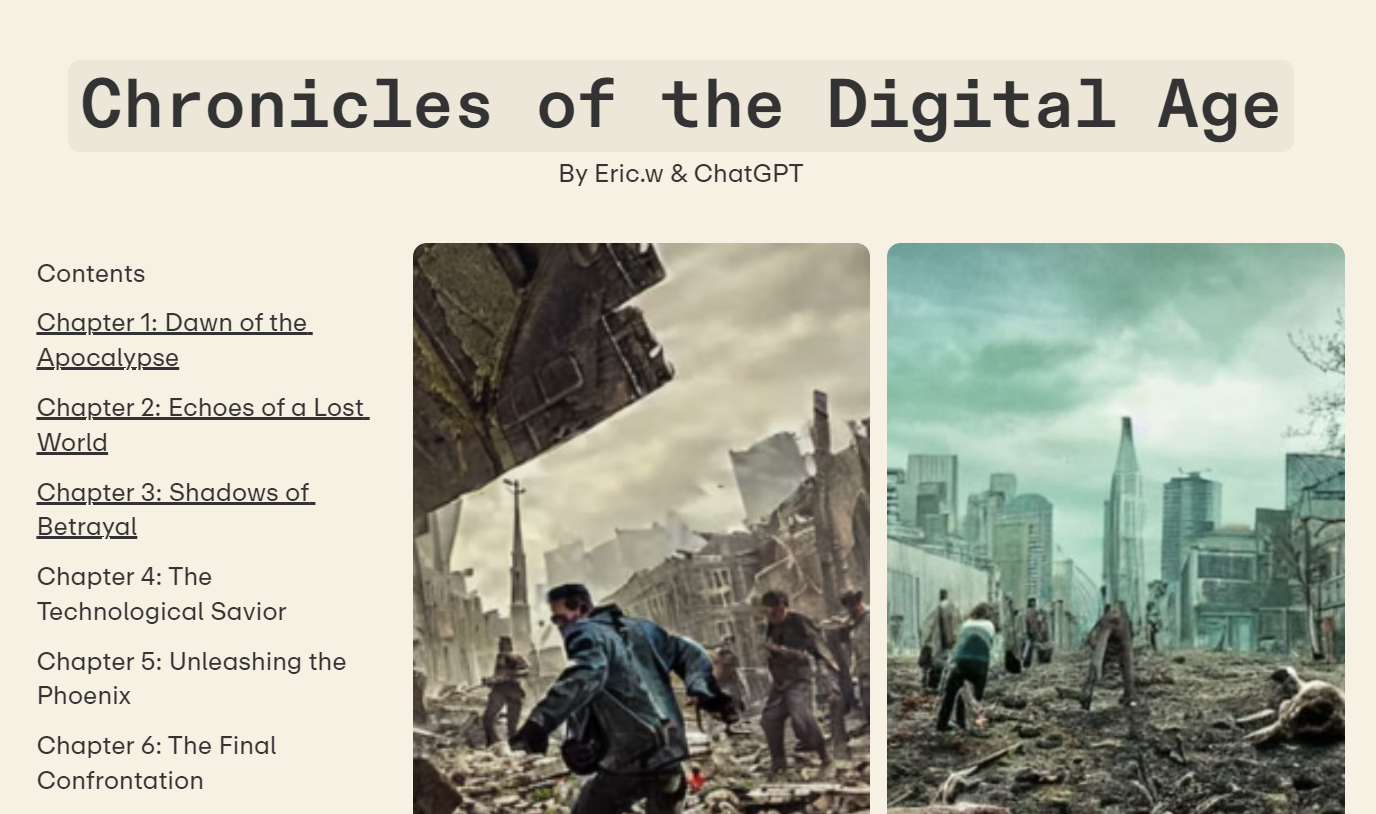 Chronicles of the Digital Age
By Eric.w & ChatGPT
Contents
Chapter 1: Dawn of the
Apocalypse
Chapter 2: Echoes of a Lost
World
Chapter 3: Shadows of
Betrayal
Chapter 4: The
Technological Savior
Chapter 5: Unleashing the
Phoenix
Chapter 6: The Final
Confrontation